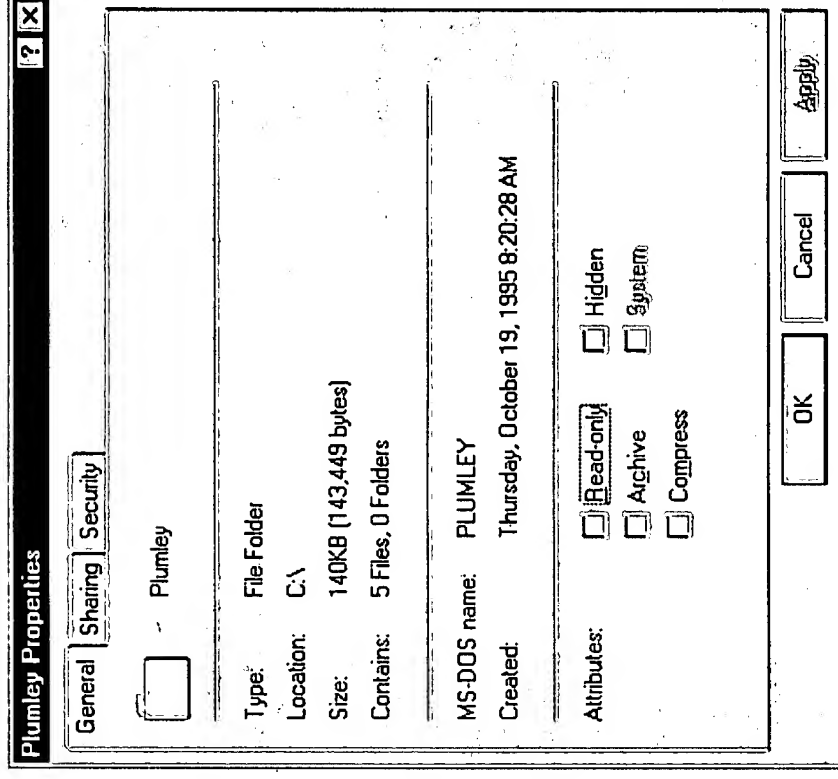 Plumley Properties ? X
General Sharing Security
Plumley
Type: File Folder
Location: C:\
Size: 140KB (143,449 bytes)
Contains: 5 Files, 0 Folders
MS-DOS name: PLUMLEY
Created: Thursday, October 19, 1995 8:20:28 AM
Attributes: Read-only Hidden
Archive System
Compress
OK Cancel Apply